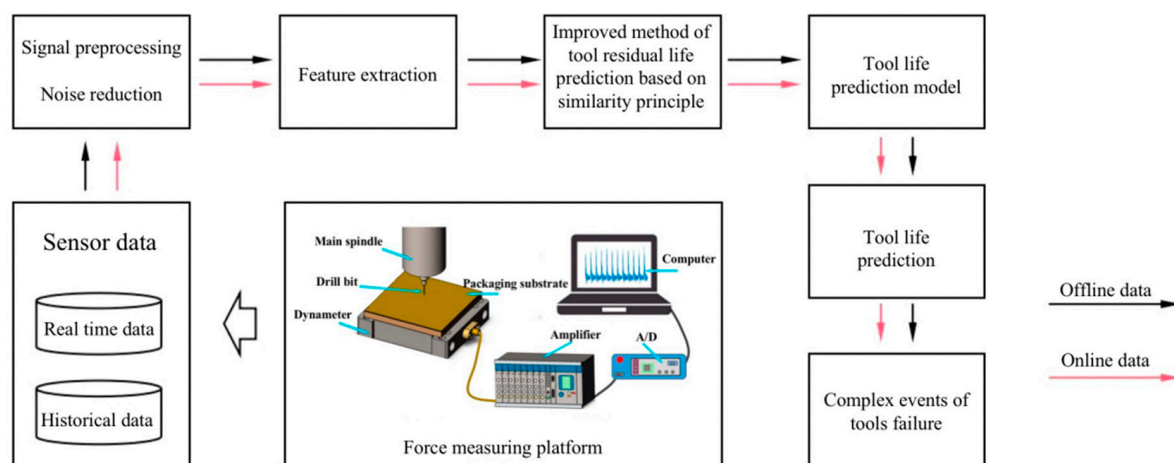 Signal preprocessing
Noise reduction
Feature extraction
Improved method of
tool residual life
prediction based on
similarity principle
Tool life
prediction model
Sensor data
Real time data
Historical data
Main spindle
Drill bit
Dynameter
Packaging substrate
Computer
Amplifier
A/D
Force measuring platform
Tool life
prediction
Complex events of
tools failure
Offline data
Online data